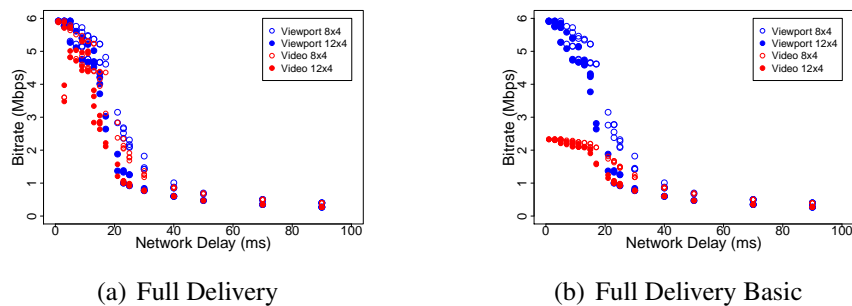 Bitrate (Mbps)
6
5
4
3
2
1
0
Viewport 8x4
Viewport 12x4
Video 8x4
Video 12x4
0
20
40
60
80
100
Network Delay (ms)
(a) Full Delivery
Bitrate (Mbps)
6
5
4
3
2
1
0
Viewport 8x4
Viewport 12x4
Video 8x4
Video 12x4
0
20
40
60
80
100
Network Delay (ms)
(b) Full Delivery Basic